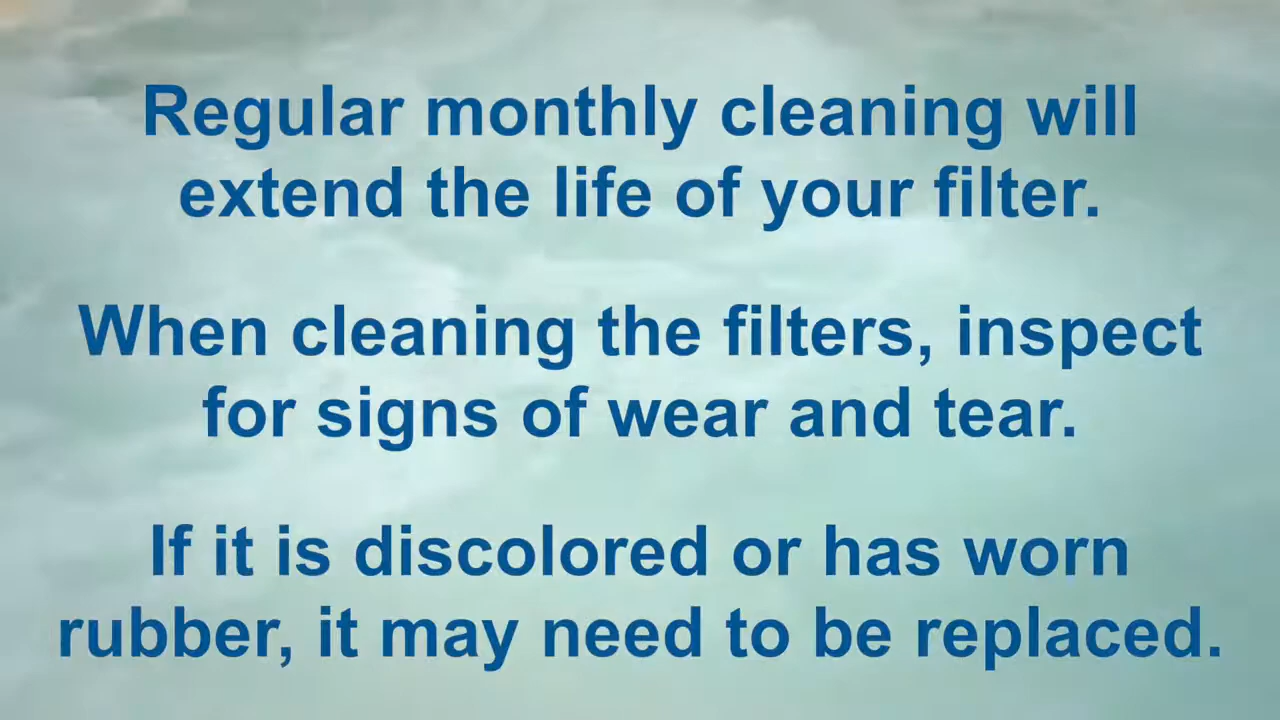 Regular monthly cleaning will
extend the life of your filter.
When cleaning the filters, inspect
for signs of wear and tear.
If it is discolored or has worn
rubber, it may need to be replaced.